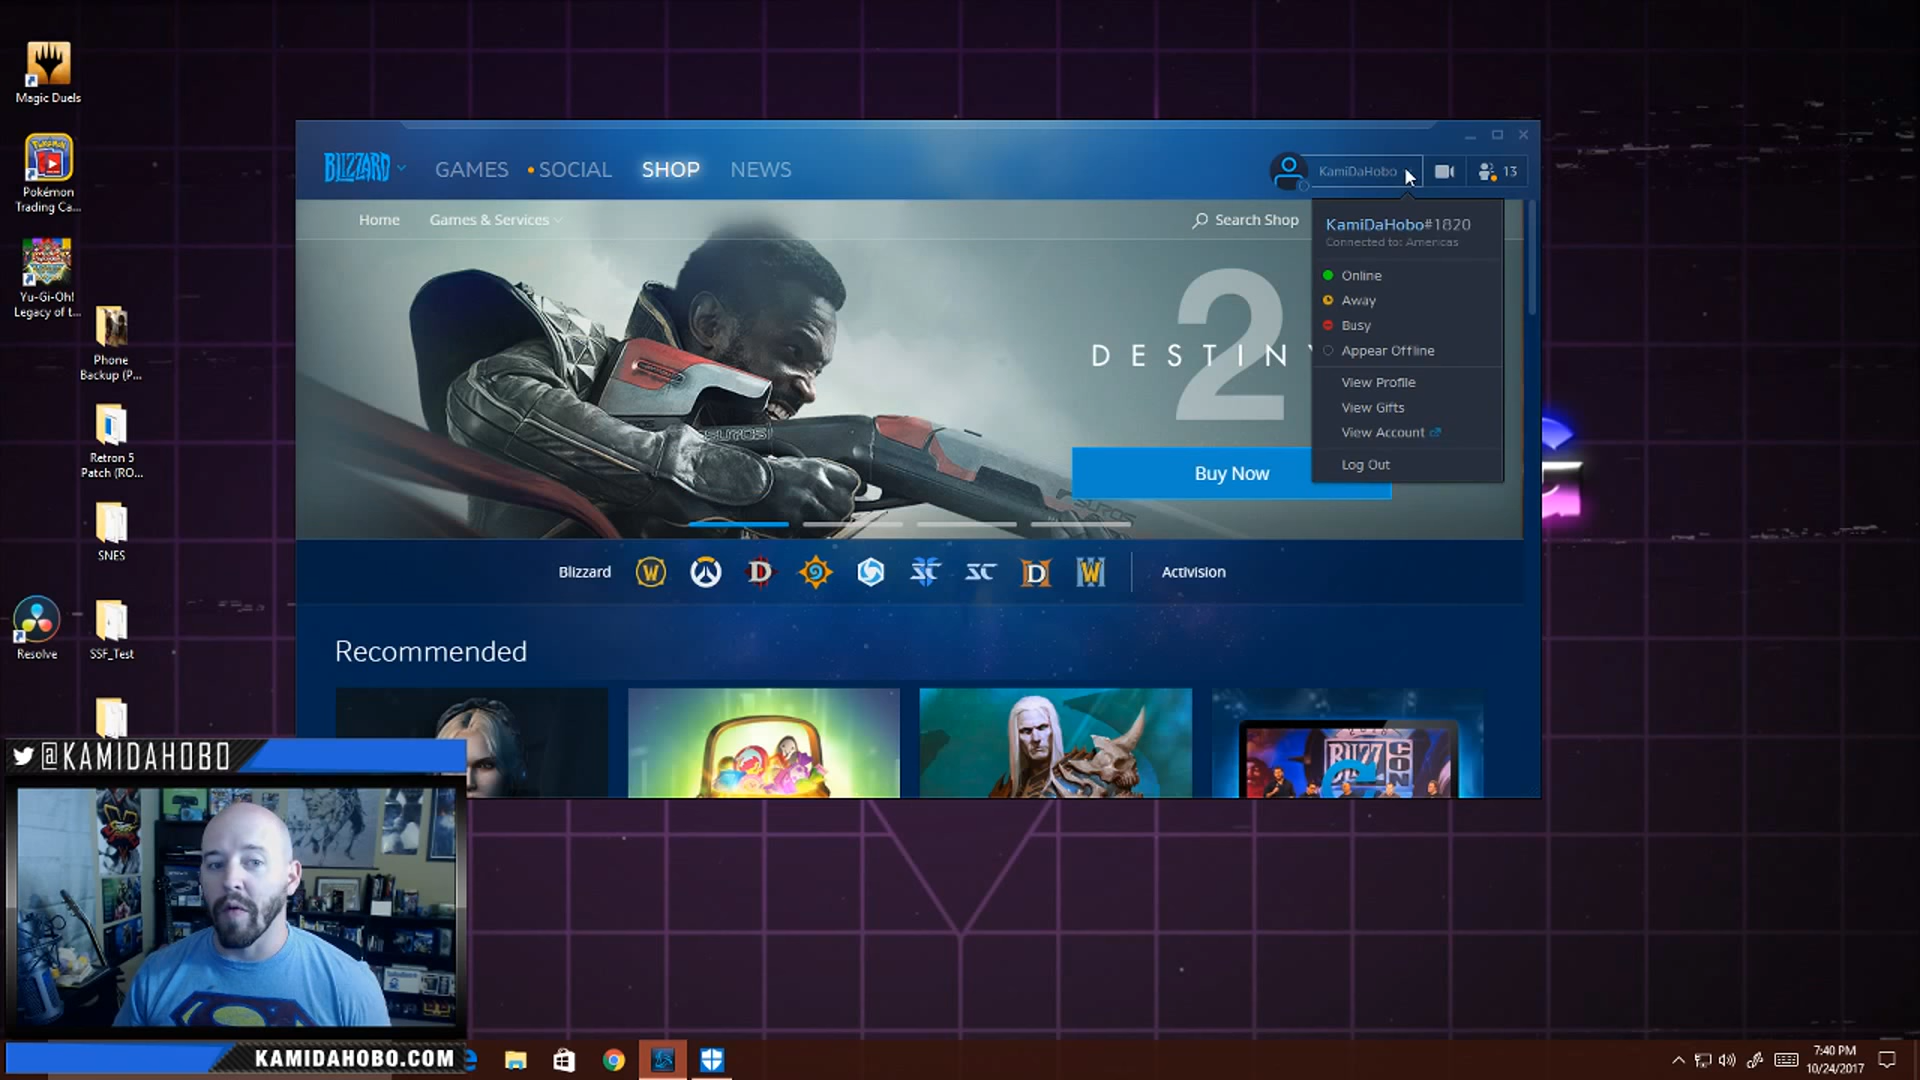 Magic Duels
Pokémon
Trading Ca...
Yu-Gi-Oh!
Legacy of t...
Phone
Backup (P...
Retron 5
Patch (RO...
SNES
Resolve
SSF_Test
BLIZZARD
GAMES
SOCIAL
SHOP
NEWS
KamiDaHobo
13
Home
Games & Services
Search Shop
KamiDaHobo#1820
Connected to: Americas
Online
Away
Busy
Appear Offline
View Profile
View Gifts
View Account
Log Out
2
DESTINY
SUROS
Buy Now
Blizzard
Activision
Recommended
BLIZZ
CON
@KAMIDAHOBO
KAMIDAHOBO.COM
7:40 PM
10/24/2017